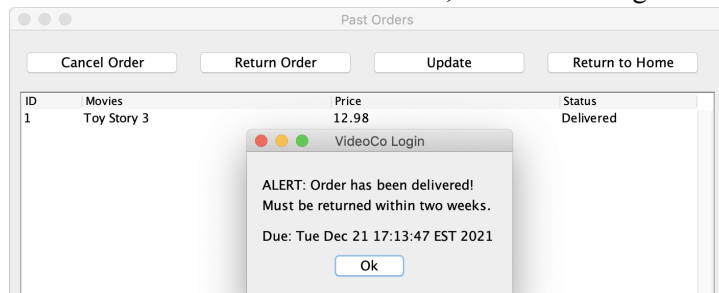 Past Orders
Cancel Order Return Order Update Return to Home
ID Movies Price Status
1 Toy Story 3 12.98 Delivered
VideoCo Login
ALERT: Order has been delivered!
Must be returned within two weeks.
Due: Tue Dec 21 17:13:47 EST 2021
Ok